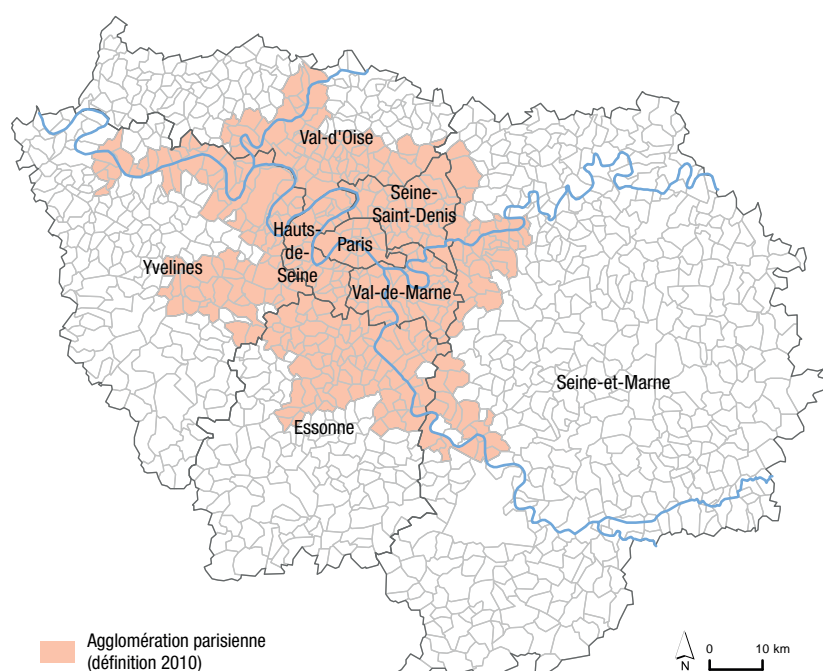 Val-d'Oise
Seine-
Saint-Denis
Hauts-
de-
Seine
Paris
Yvelines
Val-de-Marne
Seine-et-Marne
Essonne
Agglomération parisienne
(définition 2010)
N
0 10 km